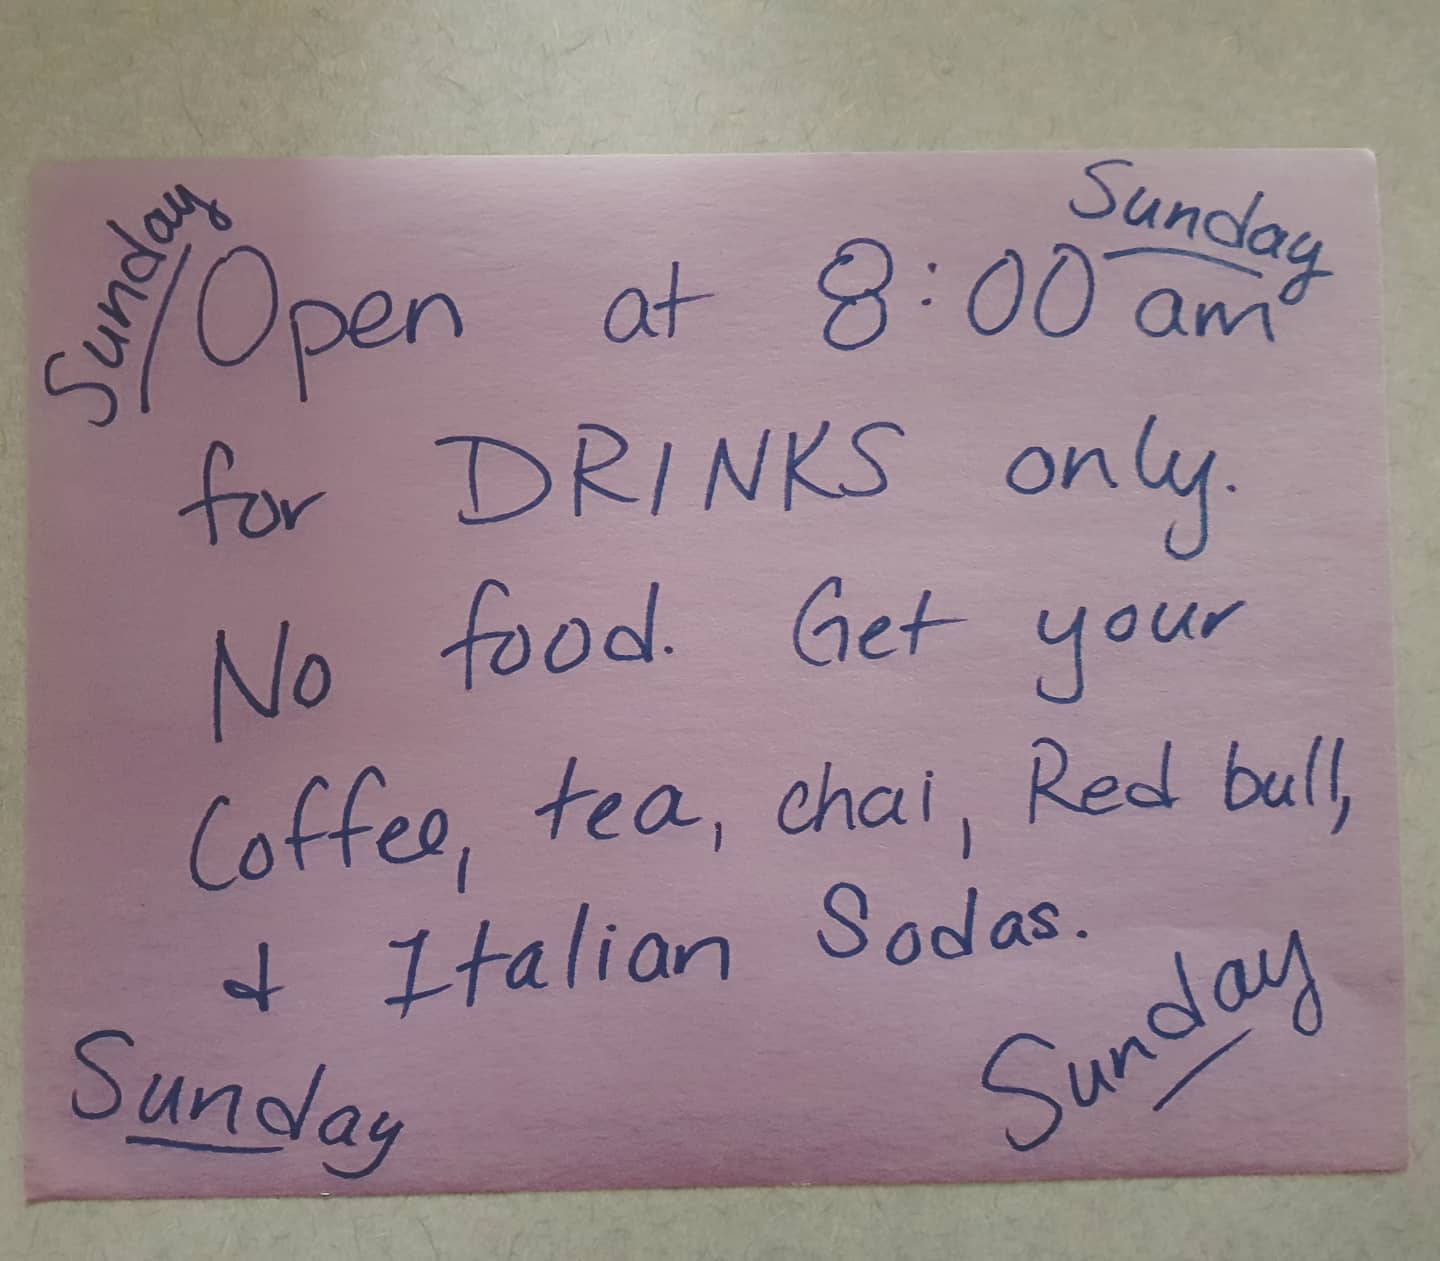 Sunday
Sunday
Open at 8:00 am
for DRINKS only.
No food. Get your
Coffee, tea, chai, Red bull,
& Italian Sodas.
Sunday
Sunday